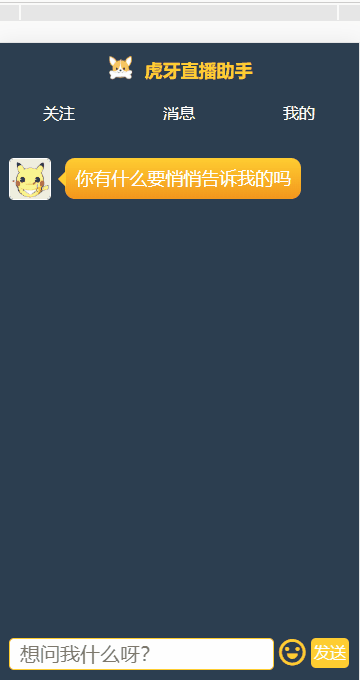 虎牙直播助手
关注 消息 我的
你有什么要悄悄告诉我的吗
想问我什么呀？
发送